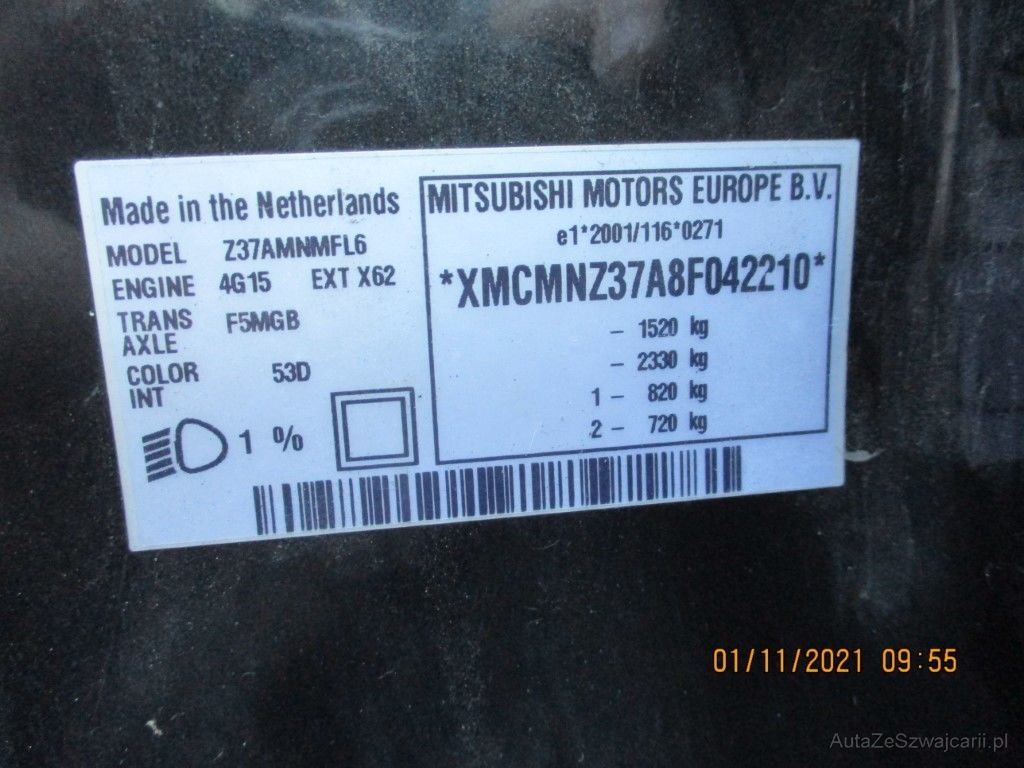 Made in the Netherlands
MODEL Z37AMNMFL6
ENGINE 4G15 EXT X62
TRANS F5MGB
AXLE
COLOR 53D
INT
1 %
MITSUBISHI MOTORS EUROPE B.V.
e1*2001/116*0271
*XMCMNZ37A8F042210*
- 1520 kg
- 2330 kg
1 - 820 kg
2 - 720 kg
01/11/2021 09:55
AutaZeSzwajcarii.pl